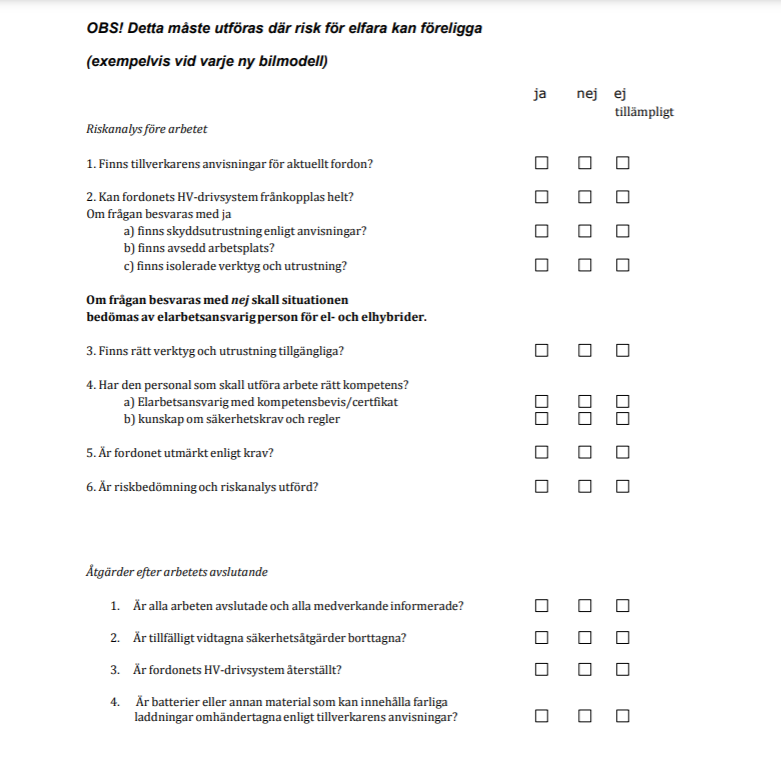 OBS! Detta måste utföras där risk för elfara kan föreligga
(exempelvis vid varje ny bilmodell)
ja nej ej
tillämpligt
Riskanalys före arbetet
1. Finns tillverkarens anvisningar för aktuellt fordon?
2. Kan fordonets HV-drivsystem frånkopplas helt?
Om frågan besvaras med ja
a) finns skyddsutrustning enligt anvisningar?
b) finns avsedd arbetsplats?
c) finns isolerade verktyg och utrustning?
Om frågan besvaras med nej skall situationen
bedömas av elarbetsansvarig person för el- och elhybrider.
3. Finns rätt verktyg och utrustning tillgängliga?
4. Har den personal som skall utföra arbete rätt kompetens?
a) Elarbetsansvarig med kompetensbevis/certfikat
b) kunskap om säkerhetskrav och regler
5. Är fordonet utmärkt enligt krav?
6. Är riskbedömning och riskanalys utförd?
Åtgärder efter arbetets avslutande
1. Är alla arbeten avslutade och alla medverkande informerade?
2. Är tillfälligt vidtagna säkerhetsåtgärder borttagna?
3. Är fordonets HV-drivsystem återställt?
4. Är batterier eller annan material som kan innehålla farliga
laddningar omhändertagna enligt tillverkarens anvisningar?